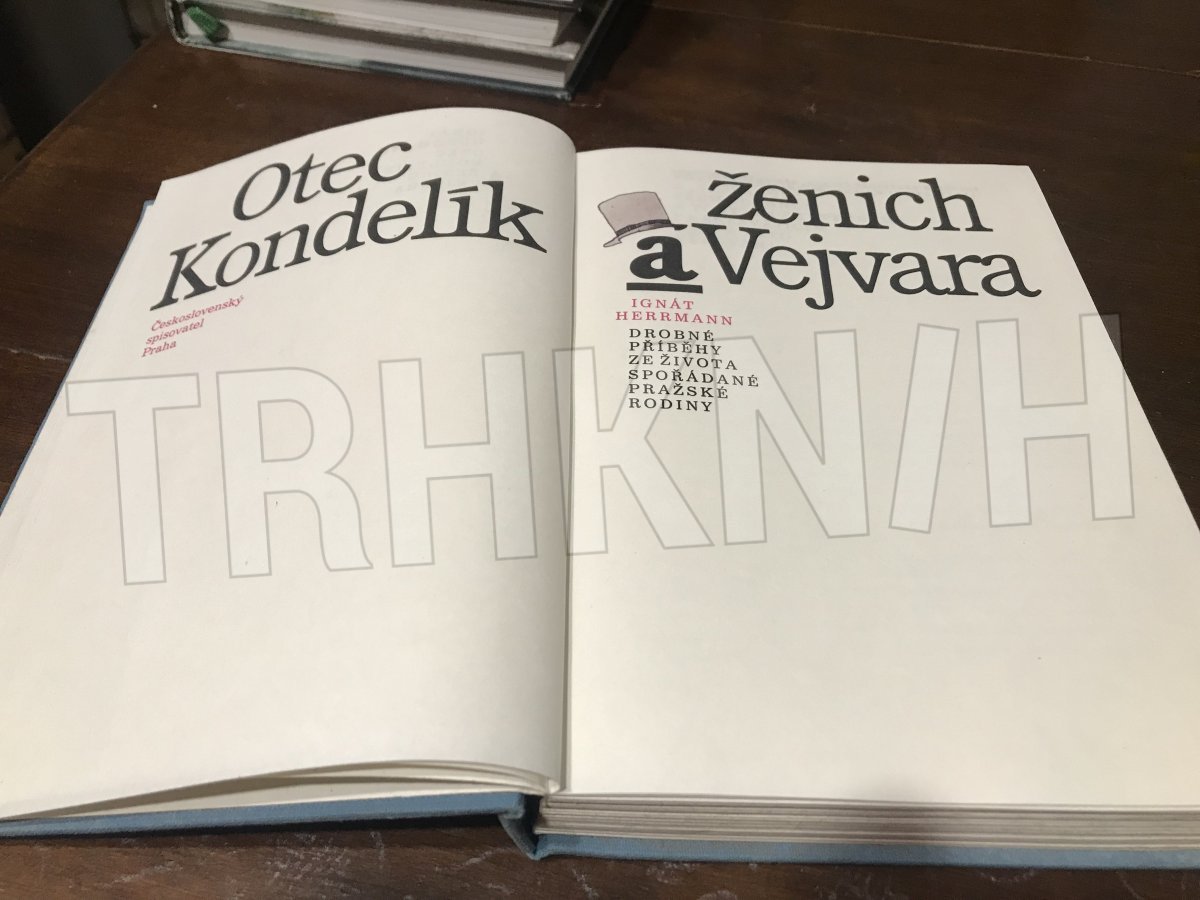 Otec
Kondelík
Československý
spisovatel
Praha
ženich
a Vejvara
IGNÁT
HERRMANN
DROBNÉ
PŘÍBĚHY
ZE ŽIVOTA
SPOŘÁDANÉ
PRAŽSKÉ
RODINY
TRHKNIH